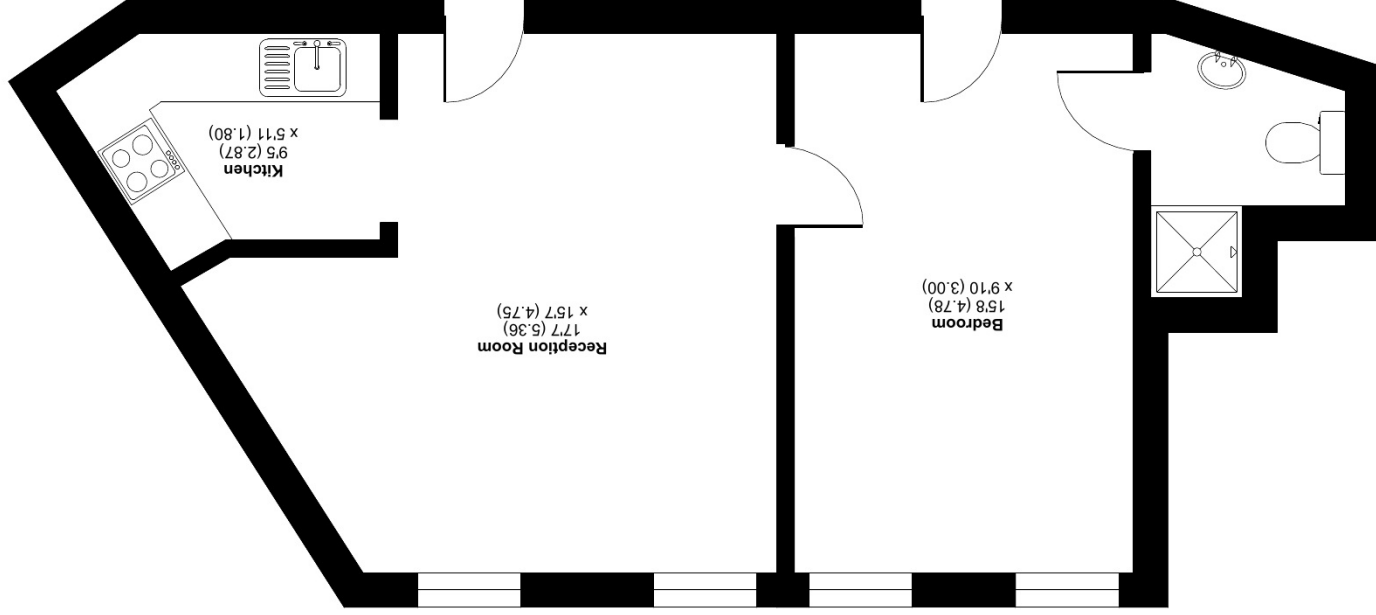 Bedroom
15'8 (4.78)
x 9'10 (3.00)
Reception Room
17'7 (5.36)
x 15'7 (4.75)
Kitchen
9'5 (2.87)
x 5'11 (1.80)